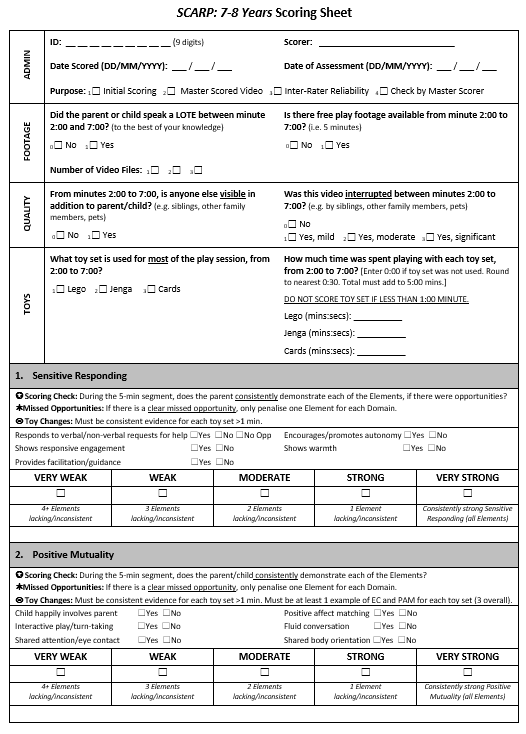 SCARP: 7-8 Years Scoring Sheet
ADMIN
ID: __ __ __ __ __ __ __ __ __ (9 digits)
Scorer: ______________________________
Date Scored (DD/MM/YYYY): ___ / ___ / ___
Date of Assessment (DD/MM/YYYY): ___ / ___ / ___
Purpose: 1☐ Initial Scoring 2☐ Master Scored Video 3☐ Inter-Rater Reliability 4☐ Check by Master Scorer
FOOTAGE
Did the parent or child speak a LOTE between minute
2:00 and 7:00? (to the best of your knowledge)
0☐ No 1☐ Yes
Number of Video Files: 1☐ 2☐ 3☐
Is there free play footage available from minute 2:00 to
7:00? (i.e. 5 minutes)
0☐ No 1☐ Yes
QUALITY
From minutes 2:00 to 7:00, is anyone else visible in
addition to parent/child? (e.g. siblings, other family
members, pets)
0☐ No 1☐ Yes
Was this video interrupted between minutes 2:00 to
7:00? (e.g. by siblings, other family members, pets)
0☐ No
1☐ Yes, mild 2☐ Yes, moderate 3☐ Yes, significant
TOYS
What toy set is used for most of the play session, from
2:00 to 7:00?
1☐ Lego 2☐ Jenga 3☐ Cards
How much time was spent playing with each toy set,
from 2:00 to 7:00? [Enter 0:00 if toy set was not used. Round
to nearest 0:30. Total must add to 5:00 mins.]
DO NOT SCORE TOY SET IF LESS THAN 1:00 MINUTE.
Lego (mins:secs): __________
Jenga (mins:secs): __________
Cards (mins:secs): __________
1. Sensitive Responding
Scoring Check: During the 5-min segment, does the parent consistently demonstrate each of the Elements, if there were opportunities?
Missed Opportunities: If there is a clear missed opportunity, only penalise one Element for each Domain.
Toy Changes: Must be consistent evidence for each toy set >1 min.
Responds to verbal/non-verbal requests for help ☐Yes ☐No ☐No Opp Encourages/promotes autonomy ☐Yes ☐No
Shows responsive engagement ☐Yes ☐No Shows warmth ☐Yes ☐No
Provides facilitation/guidance ☐Yes ☐No
VERY WEAK WEAK MODERATE STRONG VERY STRONG
☐ ☐ ☐ ☐ ☐
4+ Elements 3 Elements 2 Elements 1 Element Consistently strong Sensitive
lacking/inconsistent lacking/inconsistent lacking/inconsistent lacking/inconsistent Responding (all Elements)
2. Positive Mutuality
Scoring Check: During the 5-min segment, does the parent/child consistently demonstrate each of the Elements?
Missed Opportunities: If there is a clear missed opportunity, only penalise one Element for each Domain.
Toy Changes: Must be consistent evidence for each toy set >1 min. Must be at least 1 example of EC and PAM for each toy set (3 overall).
Child happily involves parent ☐Yes ☐No Positive affect matching ☐Yes ☐No
Interactive play/turn-taking ☐Yes ☐No Fluid conversation ☐Yes ☐No
Shared attention/eye contact ☐Yes ☐No Shared body orientation ☐Yes ☐No
VERY WEAK WEAK MODERATE STRONG VERY STRONG
☐ ☐ ☐ ☐ ☐
4+ Elements 3 Elements 2 Elements 1 Element Consistently strong Positive
lacking/inconsistent lacking/inconsistent lacking/inconsistent lacking/inconsistent Mutuality (all Elements)